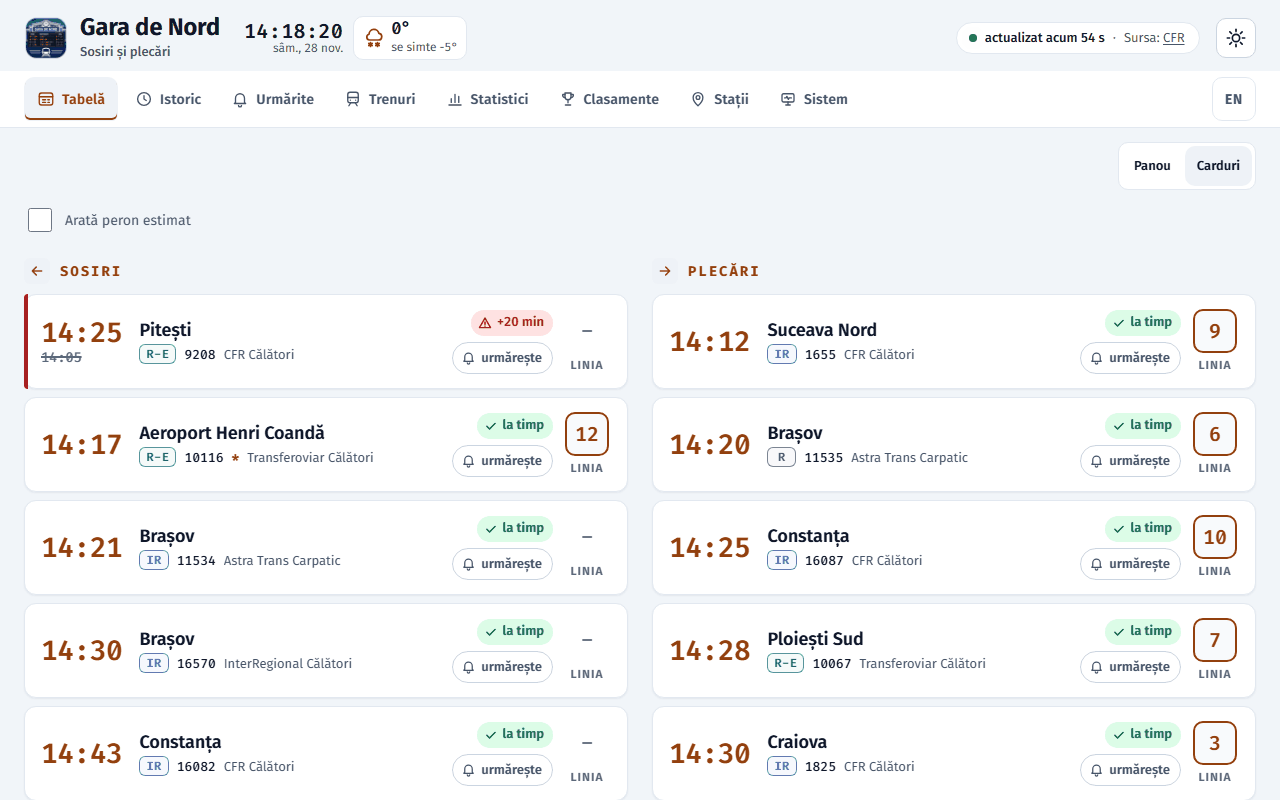 Gara de Nord
Sosiri și plecări
14:18:20
sâm., 28 nov.
0°
se simte -5°
actualizat acum 54 s · Sursa: CFR
Tabelă
Istoric
Urmărite
Trenuri
Statistici
Clasamente
Stații
Sistem
EN
Panou
Carduri
Arată peron estimat
← SOSIRI
14:25
14:05
Pitești
R-E 9208 CFR Călători
+20 min
urmărește
–
LINIA
14:17
Aeroport Henri Coandă
R-E 10116 * Transferoviar Călători
la timp
urmărește
12
LINIA
14:21
Brașov
IR 11534 Astra Trans Carpatic
la timp
urmărește
–
LINIA
14:30
Brașov
IR 16570 InterRegional Călători
la timp
urmărește
–
LINIA
14:43
Constanța
IR 16082 CFR Călători
la timp
urmărește
–
LINIA
→ PLECĂRI
14:12
Suceava Nord
IR 1655 CFR Călători
la timp
urmărește
9
LINIA
14:20
Brașov
R 11535 Astra Trans Carpatic
la timp
urmărește
6
LINIA
14:25
Constanța
IR 16087 CFR Călători
la timp
urmărește
10
LINIA
14:28
Ploiești Sud
R-E 10067 Transferoviar Călători
la timp
urmărește
7
LINIA
14:30
Craiova
IR 1825 CFR Călători
la timp
urmărește
3
LINIA